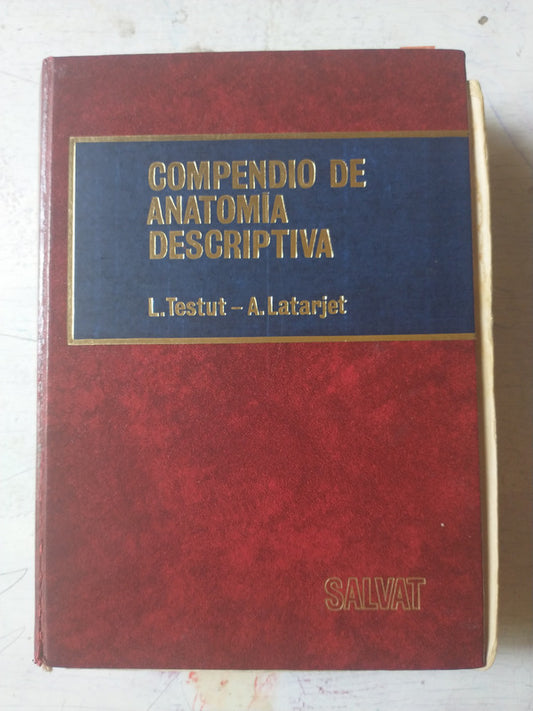 COMPENDIO DE
ANATOMÍA
DESCRIPTIVA
L. Testut - A. Latarjet
SALVAT